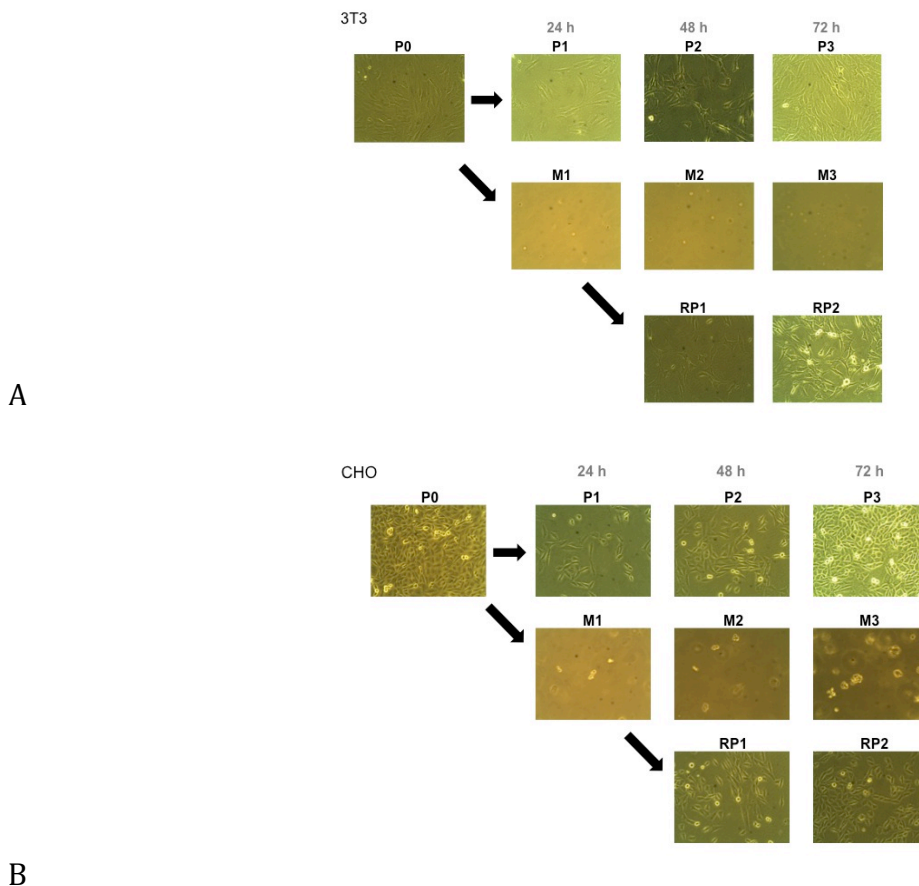 3T3
24 h 48 h 72 h
P0 P1 P2 P3
M1 M2 M3
RP1 RP2
A
CHO
24 h 48 h 72 h
P0 P1 P2 P3
M1 M2 M3
RP1 RP2
B